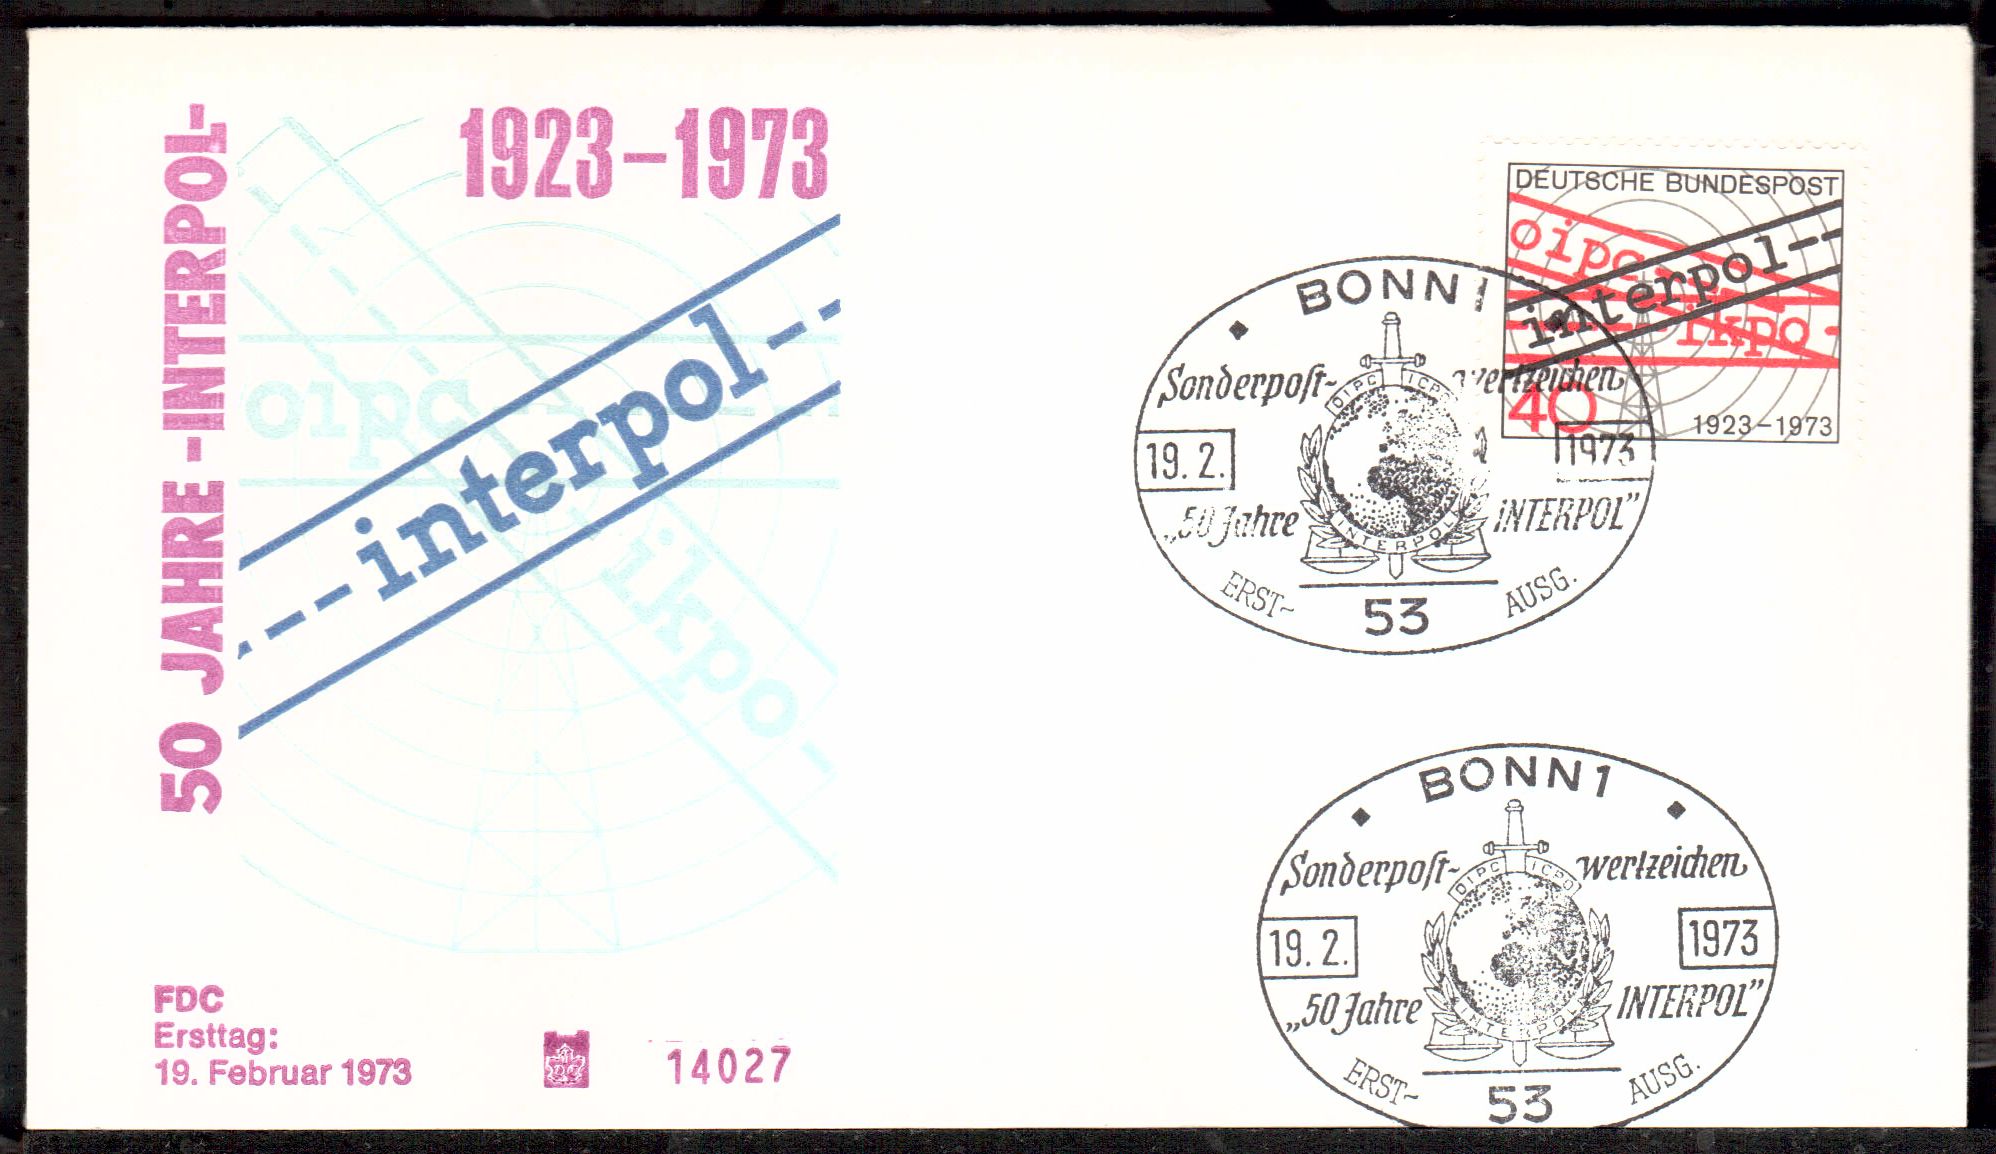 50 JAHRE -INTERPOL-
1923-1973
oipc
--interpol--
ikpo-
FDC
Ersttag:
19. Februar 1973
14027
DEUTSCHE BUNDESPOST
oipc
interpol--
ikpo-
40
1923-1973
BONN 1
Sonderpost-wertzeichen
OIPC ICPO
19. 2. 1973
„50 Jahre INTERPOL”
INTERPOL
ERST- AUSG.
53
BONN 1
Sonderpost-wertzeichen
OIPC ICPO
19. 2. 1973
„50 Jahre INTERPOL”
INTERPOL
ERST- AUSG.
53